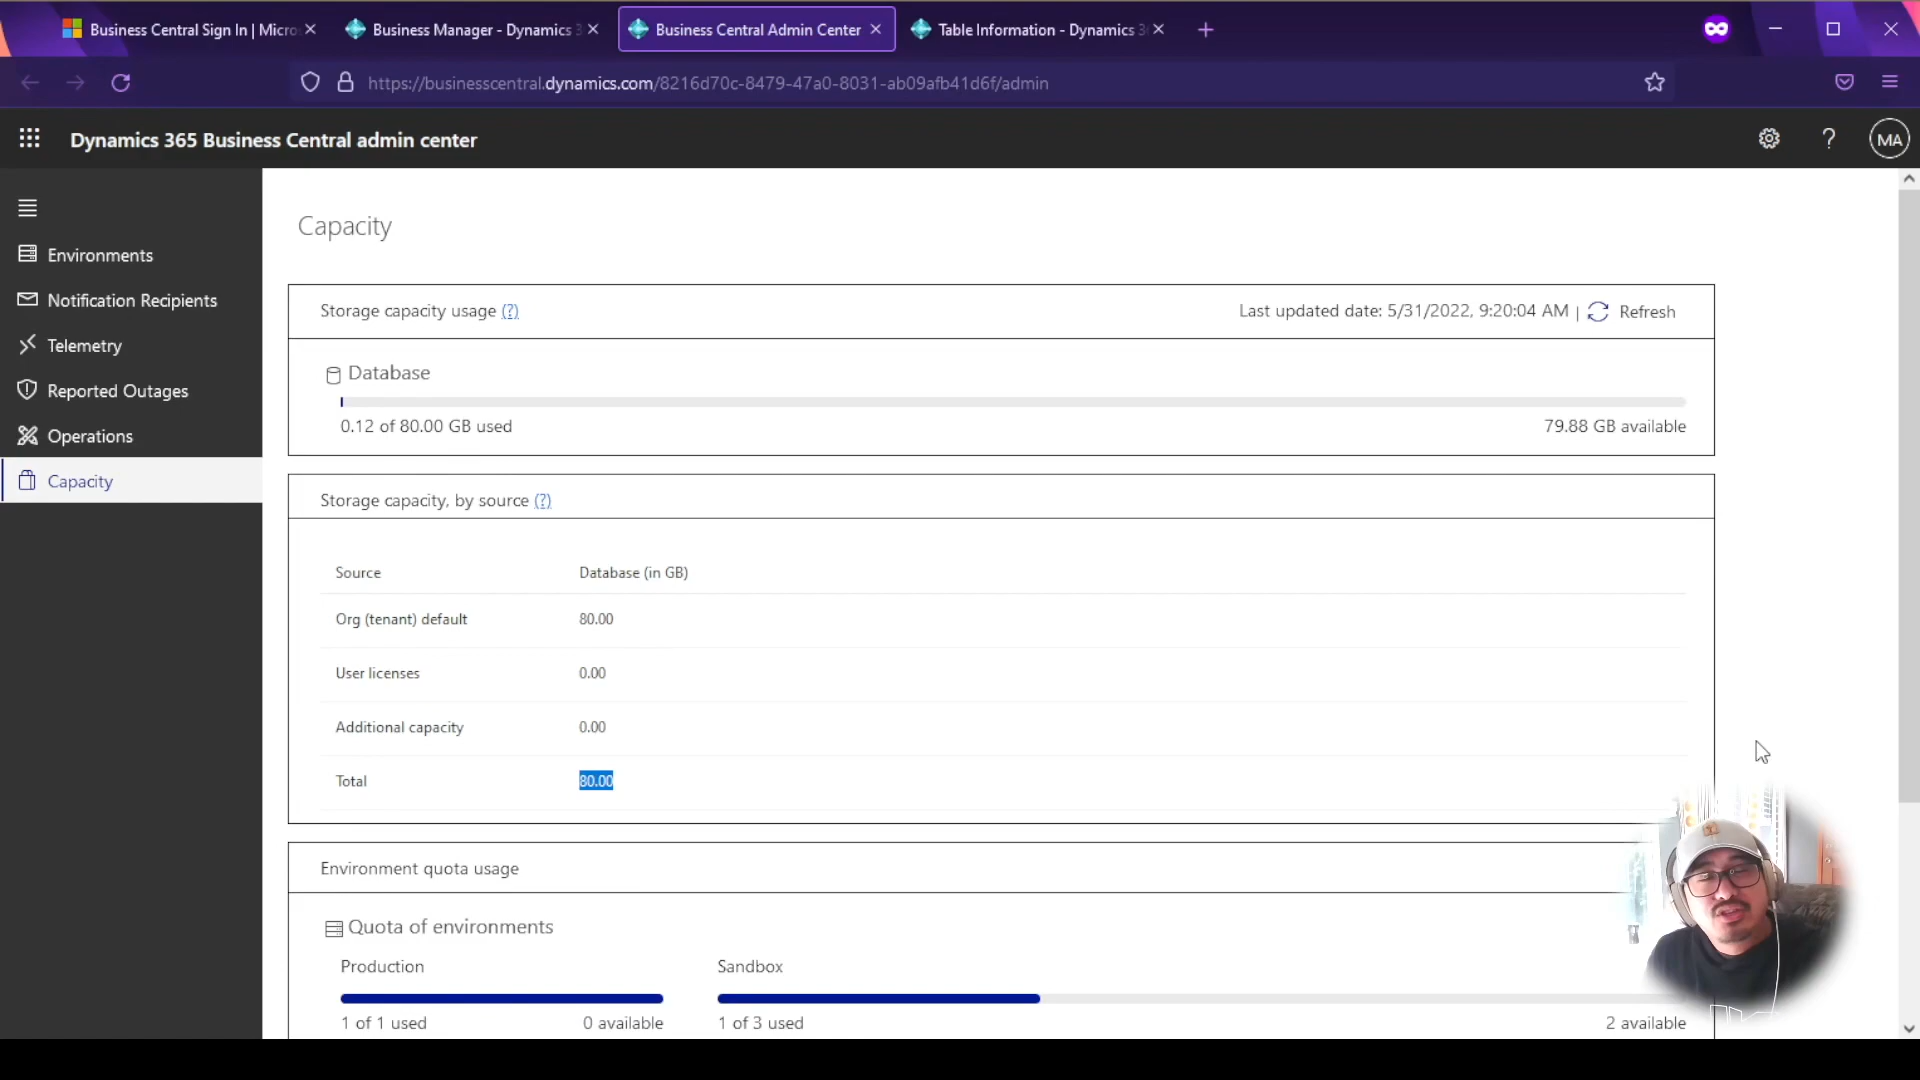 Business Central Sign In | Micro
Business Manager - Dynamics 3
Business Central Admin Center
Table Information - Dynamics 3
https://businesscentral.dynamics.com/8216d70c-8479-47a0-8031-ab09afb41d6f/admin
Dynamics 365 Business Central admin center
?
MA
Environments
Notification Recipients
Telemetry
Reported Outages
Operations
Capacity
Capacity
Storage capacity usage (?)
Last updated date: 5/31/2022, 9:20:04 AM | Refresh
Database
0.12 of 80.00 GB used
79.88 GB available
Storage capacity, by source (?)
Source Database (in GB)
Org (tenant) default 80.00
User licenses 0.00
Additional capacity 0.00
Total 80.00
Environment quota usage
Quota of environments
Production Sandbox
1 of 1 used 0 available 1 of 3 used 2 available